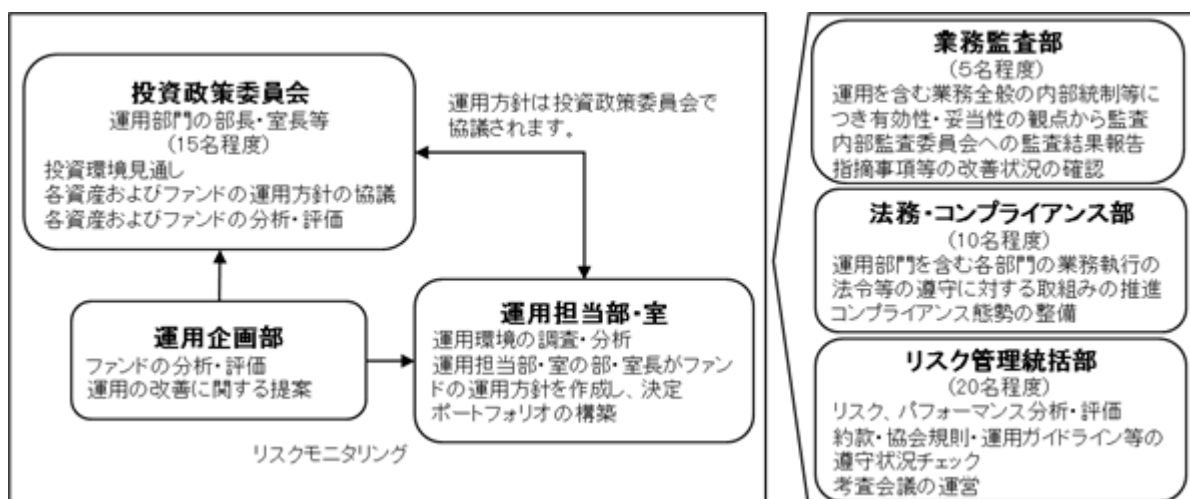 投資政策委員会
運用部門の部長・室長等
(15名程度)
投資環境見通し
各資産およびファンドの運用方針の協議
各資産およびファンドの分析・評価
運用方針は投資政策委員会で
協議されます。
運用企画部
ファンドの分析・評価
運用の改善に関する提案
運用担当部・室
運用環境の調査・分析
運用担当部・室の部・室長がファン
ドの運用方針を作成し、決定
ポートフォリオの構築
リスクモニタリング
業務監査部
(5名程度)
運用を含む業務全般の内部統制等に
つき有効性・妥当性の観点から監査
内部監査委員会への監査結果報告
指摘事項等の改善状況の確認
法務・コンプライアンス部
(10名程度)
運用部門を含む各部門の業務執行の
法令等の遵守に対する取組みの推進
コンプライアンス態勢の整備
リスク管理統括部
(20名程度)
リスク、パフォーマンス分析・評価
約款・協会規則・運用ガイドライン等の
遵守状況チェック
考査会議の運営